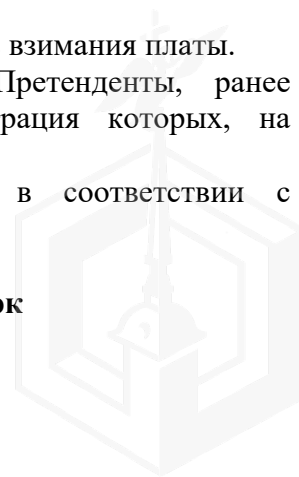 взимания платы.
Претенденты, ранее
рация которых, на
в соответствии с
ок